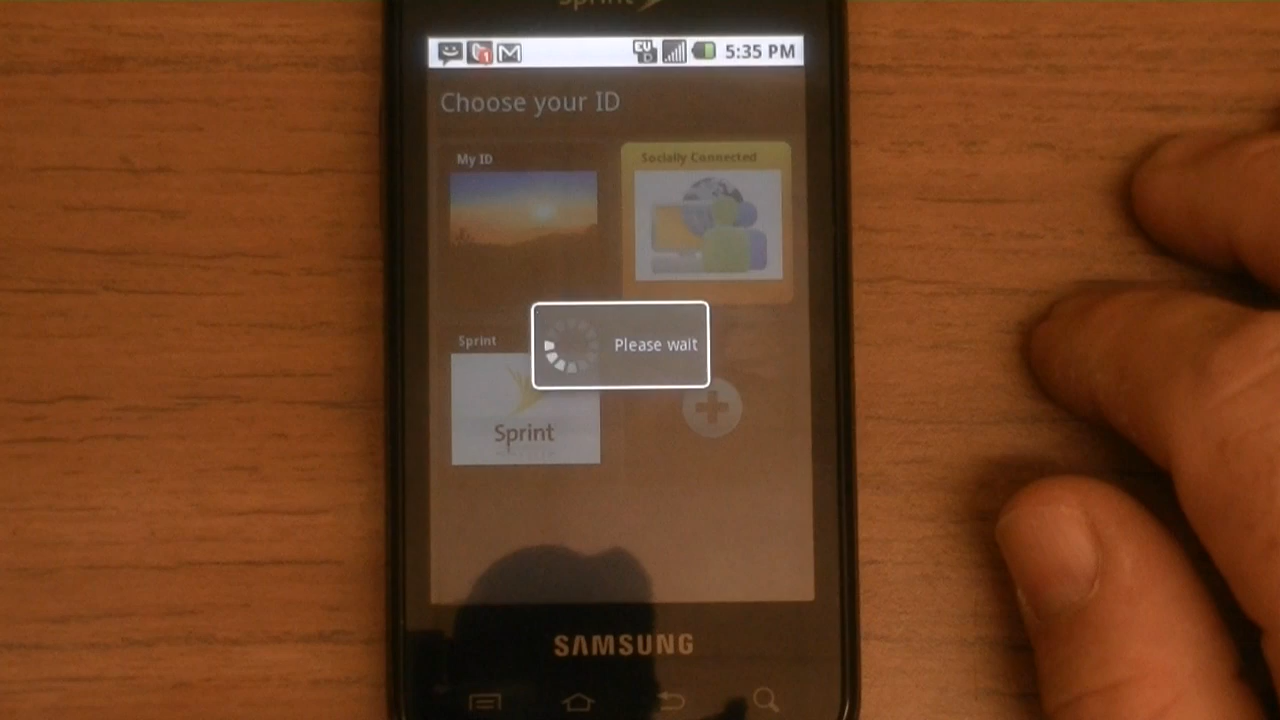 Sprint
5:35 PM
Choose your ID
My ID
Socially Connected
Please wait
Sprint
Sprint
SAMSUNG